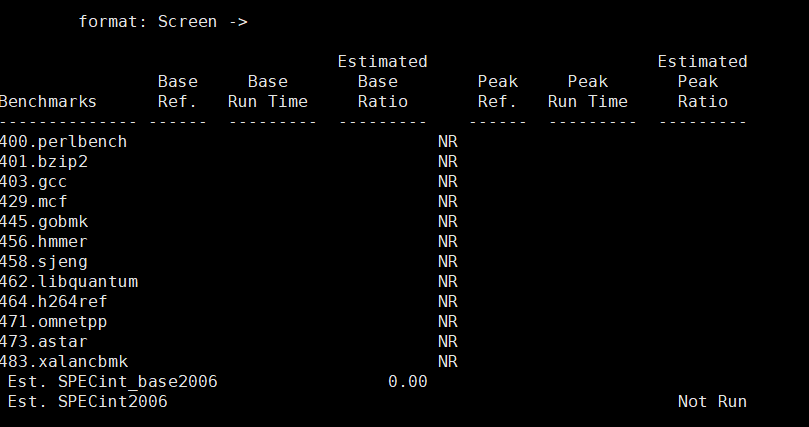 format: Screen ->
                                  Estimated                       Estimated
                Base     Base       Base        Peak     Peak       Peak
Benchmarks      Ref.   Run Time     Ratio       Ref.   Run Time     Ratio
-------------- ------  ---------  ---------    ------  ---------  ---------
400.perlbench                               NR
401.bzip2                                   NR
403.gcc                                     NR
429.mcf                                     NR
445.gobmk                                   NR
456.hmmer                                   NR
458.sjeng                                   NR
462.libquantum                              NR
464.h264ref                                 NR
471.omnetpp                                 NR
473.astar                                   NR
483.xalancbmk                               NR
 Est. SPECint_base2006                 0.00
 Est. SPECint2006                                                   Not Run